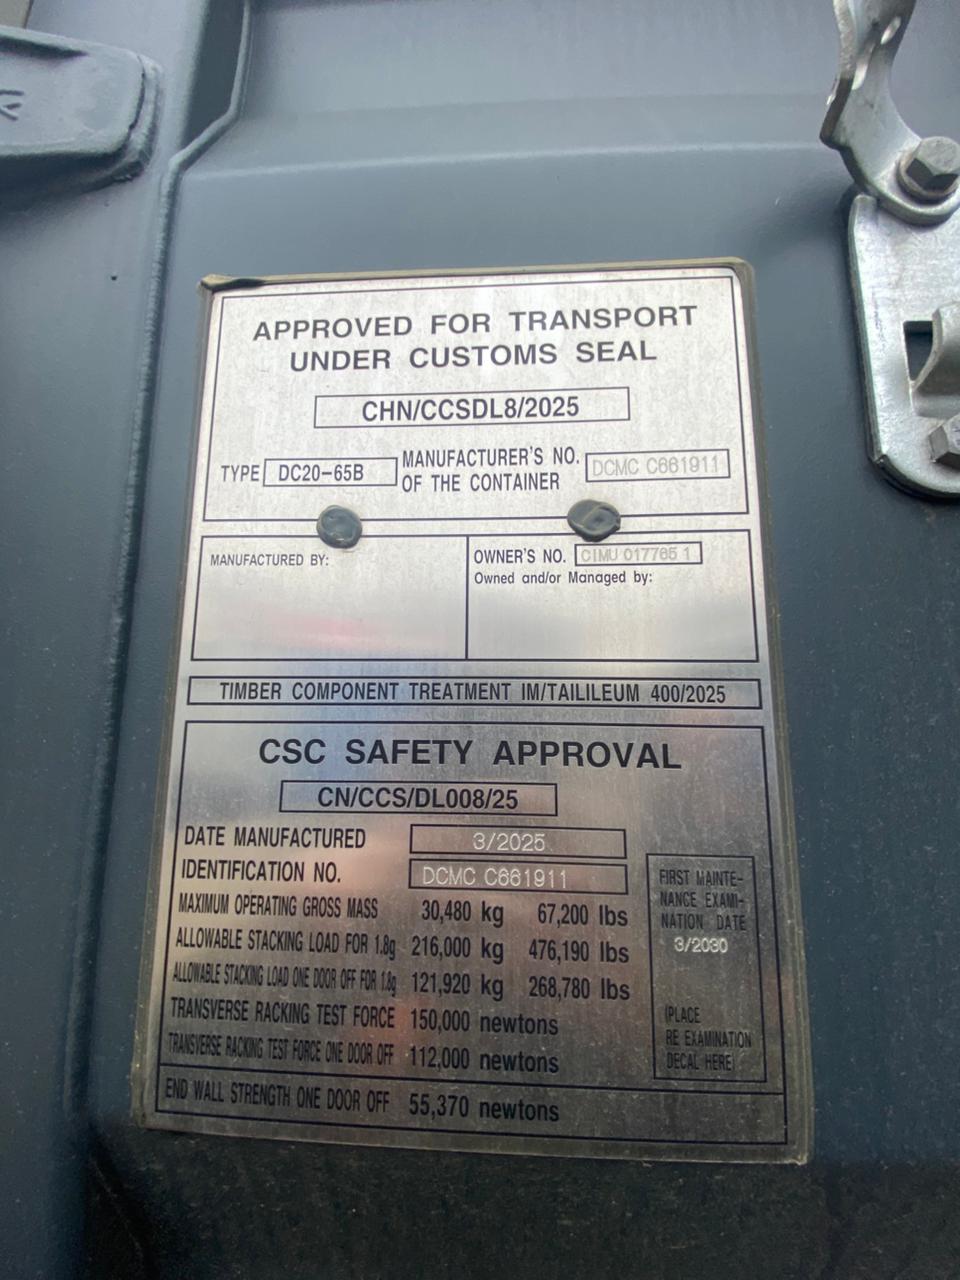 APPROVED FOR TRANSPORT
UNDER CUSTOMS SEAL
CHN/CCSDL8/2025
TYPE DC20-65B MANUFACTURER'S NO. OF THE CONTAINER DCMC C661911
MANUFACTURED BY:
OWNER'S NO. CIMU 017765 1
Owned and/or Managed by:
TIMBER COMPONENT TREATMENT IM/TAILILEUM 400/2025
CSC SAFETY APPROVAL
CN/CCS/DL008/25
DATE MANUFACTURED 3/2025
IDENTIFICATION NO. DCMC C661911
MAXIMUM OPERATING GROSS MASS 30,480 kg 67,200 lbs
ALLOWABLE STACKING LOAD FOR 1.8g 216,000 kg 476,190 lbs
ALLOWABLE STACKING LOAD ONE DOOR OFF FOR 1.8g 121,920 kg 268,780 lbs
TRANSVERSE RACKING TEST FORCE 150,000 newtons
TRANSVERSE RACKING TEST FORCE ONE DOOR OFF 112,000 newtons
END WALL STRENGTH ONE DOOR OFF 55,370 newtons
FIRST MAINTE-
NANCE EXAMI-
NATION DATE
3/2030
(PLACE
RE EXAMINATION
DECAL HERE)